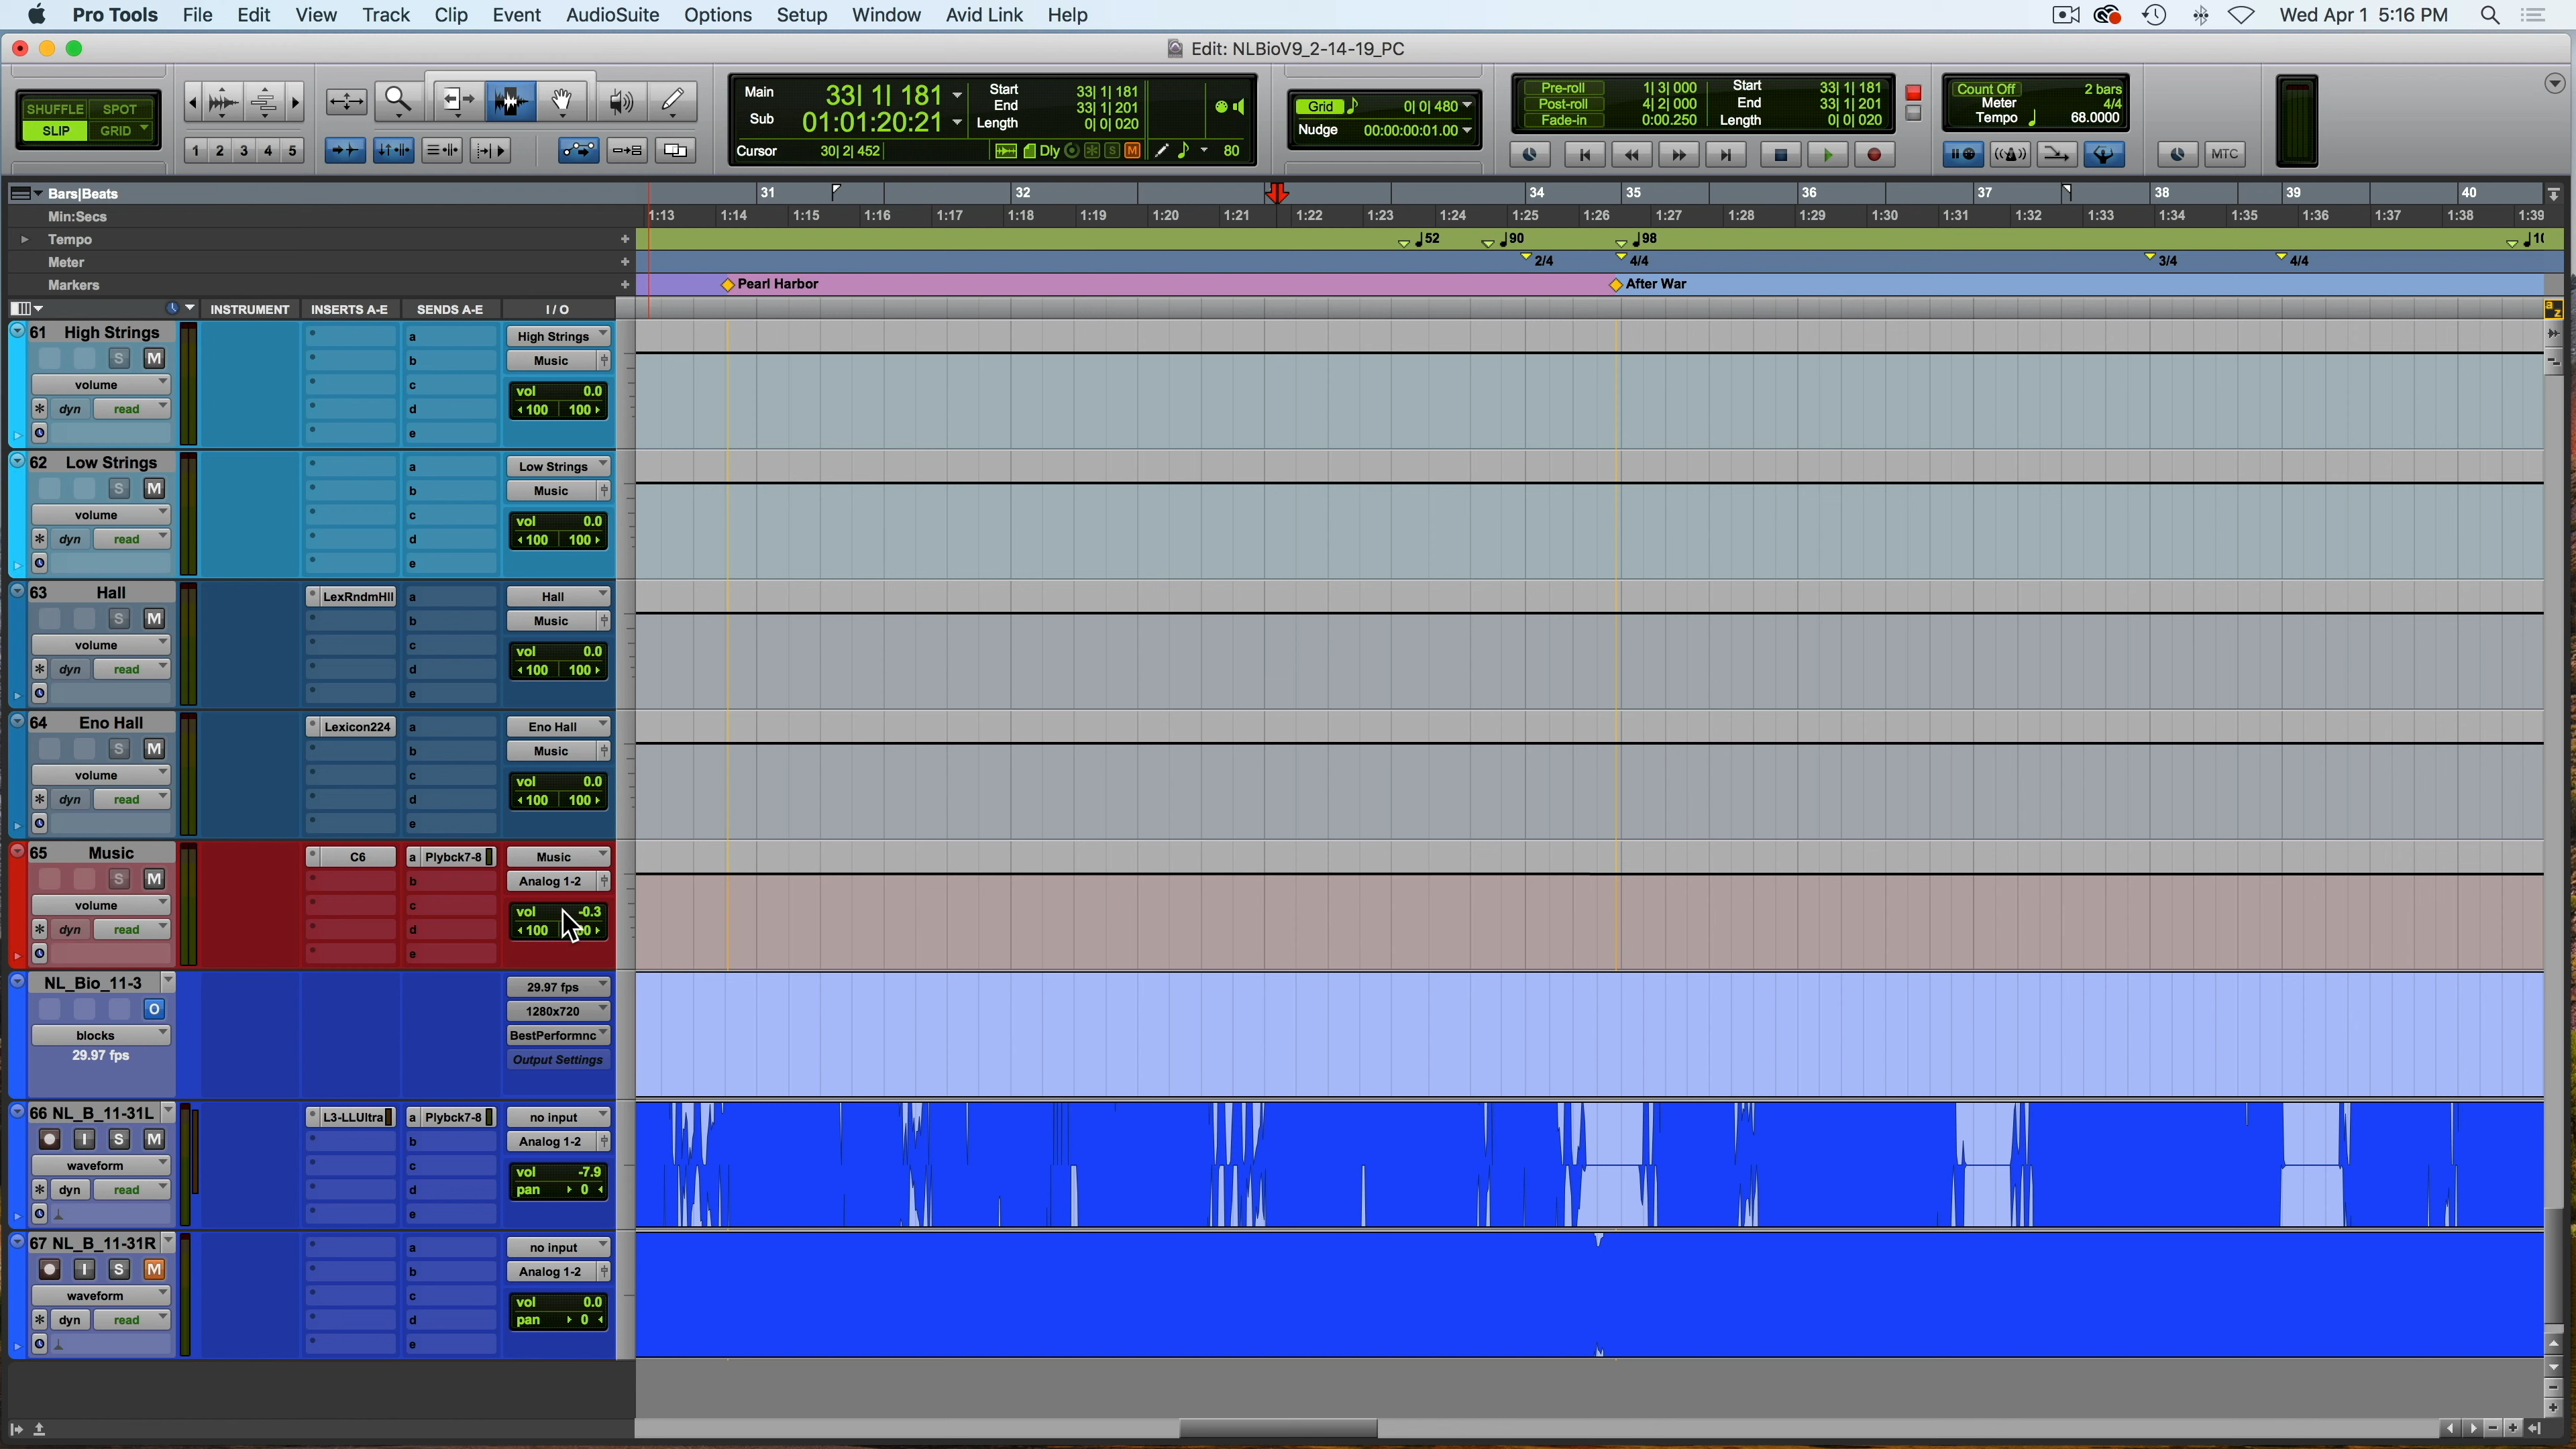 Pro Tools File Edit View Track Clip Event AudioSuite Options Setup Window Avid Link Help Wed Apr 1 5:16 PM
Edit: NLBioV9_2-14-19_PC
SHUFFLE SPOT
SLIP GRID
1 2 3 4 5
Main 33| 1| 181
Sub 01:01:20:21
Cursor 30| 2| 452
Start 33| 1| 181
End 33| 1| 201
Length 0| 0| 020
Dly S M 80
Grid 0| 0| 480
Nudge 00:00:00:01.00
Pre-roll 1| 3| 000
Post-roll 4| 2| 000
Fade-in 0:00.250
Start 33| 1| 181
End 33| 1| 201
Length 0| 0| 020
Count Off 2 bars
Meter 4/4
Tempo 68.0000
MTC
Bars|Beats 31 32 34 35 36 37 38 39 40
Min:Secs 1:13 1:14 1:15 1:16 1:17 1:18 1:19 1:20 1:21 1:22 1:23 1:24 1:25 1:26 1:27 1:28 1:29 1:30 1:31 1:32 1:33 1:34 1:35 1:36 1:37 1:38 1:39
Tempo + 52 90 98
Meter + 2/4 4/4 3/4 4/4
Markers + Pearl Harbor After War
INSTRUMENT INSERTS A-E SENDS A-E I / O
a z
61 High Strings a High Strings
S M b Music
volume c vol 0.0
dyn read d 100 100
e
62 Low Strings a Low Strings
S M b Music
volume c vol 0.0
dyn read d 100 100
e
63 Hall LexRndmHll a Hall
S M b Music
volume c vol 0.0
dyn read d 100 100
e
64 Eno Hall Lexicon224 a Eno Hall
S M b Music
volume c vol 0.0
dyn read d 100 100
e
65 Music C6 a Plybck7-8 Music
S M b Analog 1-2
volume c vol -0.3
dyn read d 100
e
NL_Bio_11-3 29.97 fps
O 1280x720
blocks BestPerformnc
29.97 fps Output Settings
66 NL_B_11-31L L3-LLUltra a Plybck7-8 no input
I S M b Analog 1-2
waveform c vol -7.9
dyn read d pan 0
e
67 NL_B_11-31R a no input
I S M b Analog 1-2
waveform c vol 0.0
dyn read d pan 0
e